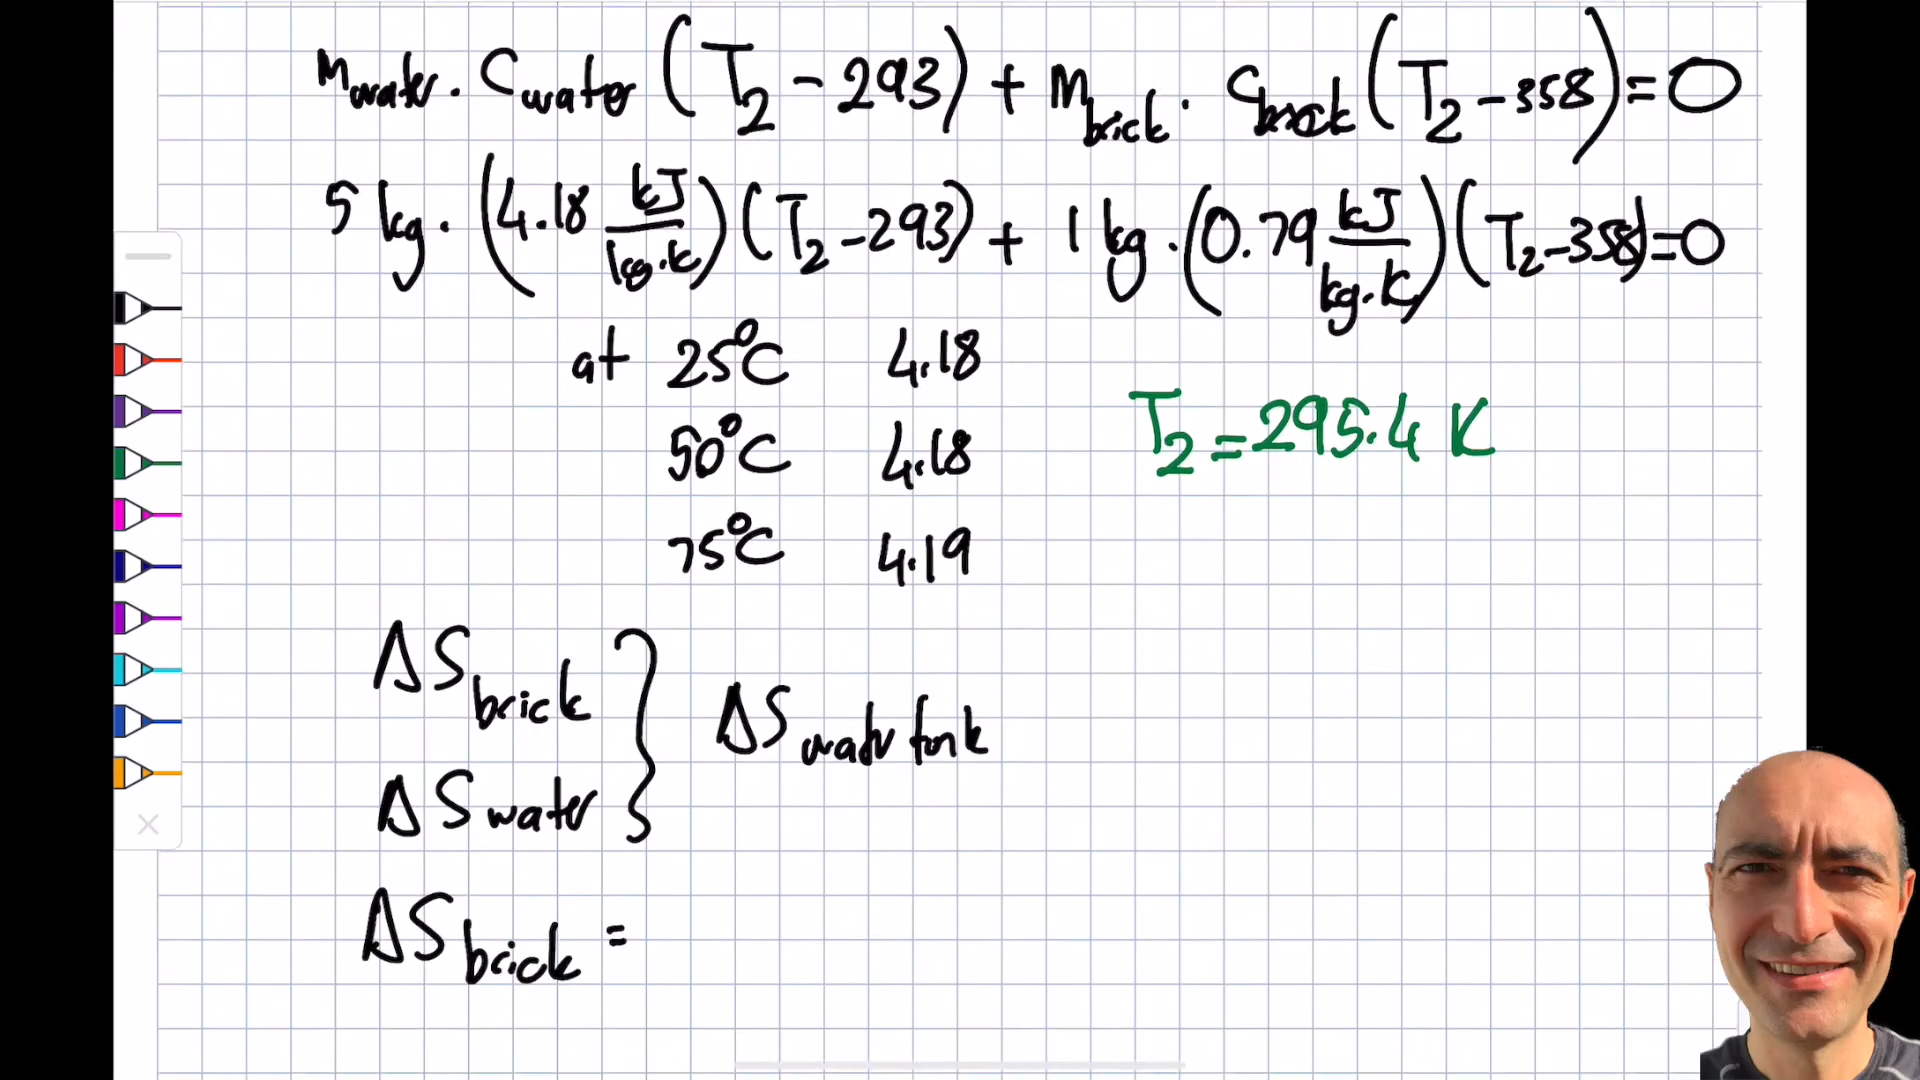 m_water · C_water (T_2 - 293) + m_brick · C_brick (T_2 - 358) = 0
5 kg · (4.18 kJ/kg.K) (T_2 - 293) + 1 kg · (0.79 kJ/kg.K) (T_2 - 358) = 0
at 25°C 4.18
50°C 4.18
T_2 = 295.4 K
75°C 4.19
ΔS_brick
ΔS_water } ΔS_water tank
ΔS_brick =